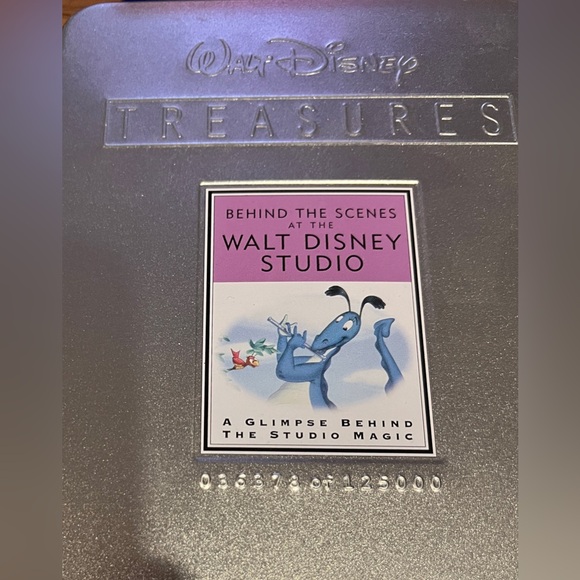 Walt Disney
TREASURES
BEHIND THE SCENES
AT THE
WALT DISNEY
STUDIO
A GLIMPSE BEHIND
THE STUDIO MAGIC
036378 of 125000